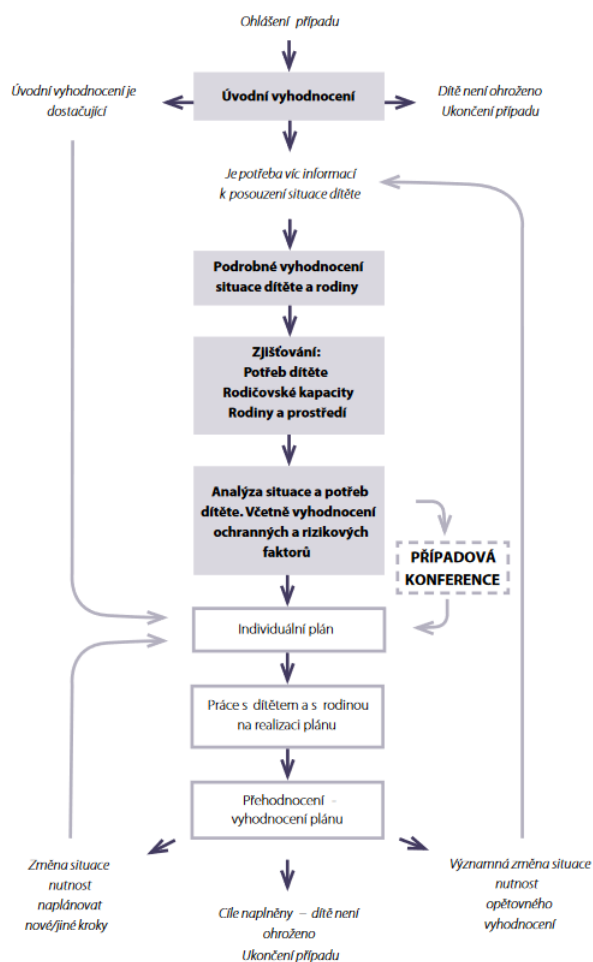 Ohlášení případu
Úvodní vyhodnocení je
dostačující
Úvodní vyhodnocení
Dítě není ohroženo
Ukončení případu
Je potřeba víc informací
k posouzení situace dítěte
Podrobné vyhodnocení
situace dítěte a rodiny
Zjišťování:
Potřeb dítěte
Rodičovské kapacity
Rodiny a prostředí
Analýza situace a potřeb
dítěte. Včetně vyhodnocení
ochranných a rizikových
faktorů
PŘÍPADOVÁ
KONFERENCE
Individuální plán
Práce s dítětem a s rodinou
na realizaci plánu
Přehodnocení –
vyhodnocení plánu
Změna situace
nutnost
naplánovat
nové/jiné kroky
Cíle naplněny – dítě není
ohroženo
Ukončení případu
Významná změna situace
nutnost
opětovného
vyhodnocení